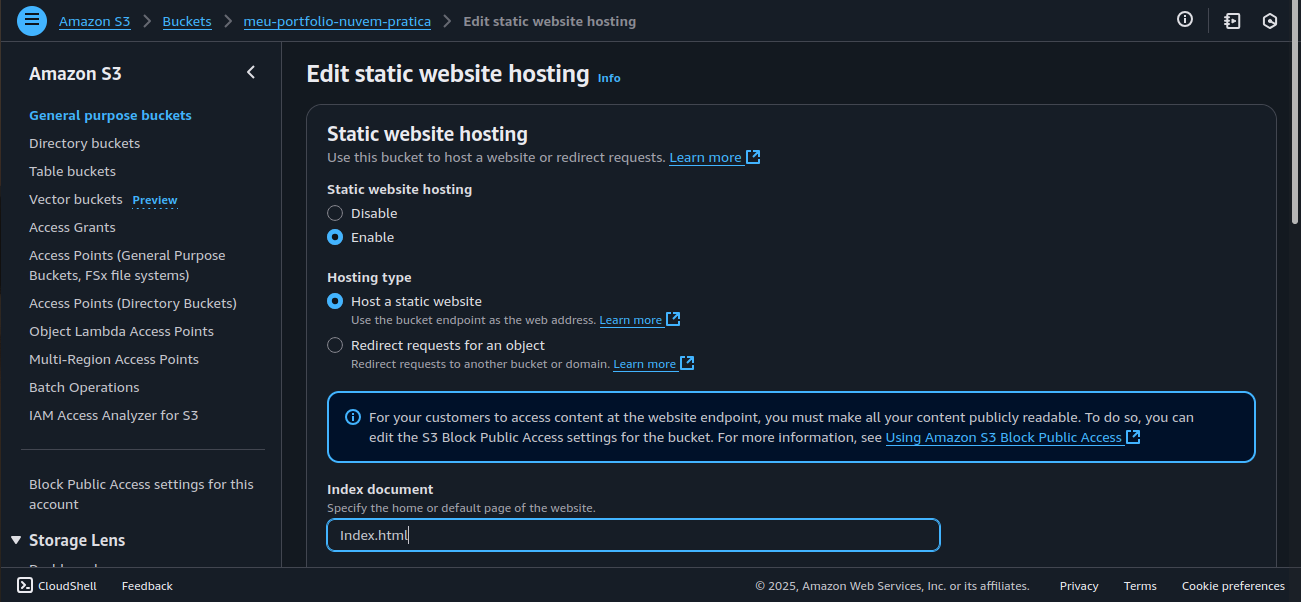 Amazon S3 > Buckets > meu-portfolio-nuvem-pratica > Edit static website hosting
Amazon S3
General purpose buckets
Directory buckets
Table buckets
Vector buckets Preview
Access Grants
Access Points (General Purpose
Buckets, FSx file systems)
Access Points (Directory Buckets)
Object Lambda Access Points
Multi-Region Access Points
Batch Operations
IAM Access Analyzer for S3
Block Public Access settings for this
account
Storage Lens
Edit static website hosting Info
Static website hosting
Use this bucket to host a website or redirect requests. Learn more
Static website hosting
Disable
Enable
Hosting type
Host a static website
Use the bucket endpoint as the web address. Learn more
Redirect requests for an object
Redirect requests to another bucket or domain. Learn more
For your customers to access content at the website endpoint, you must make all your content publicly readable. To do so, you can
edit the S3 Block Public Access settings for the bucket. For more information, see Using Amazon S3 Block Public Access
Index document
Specify the home or default page of the website.
Index.html
CloudShell Feedback © 2025, Amazon Web Services, Inc. or its affiliates. Privacy Terms Cookie preferences